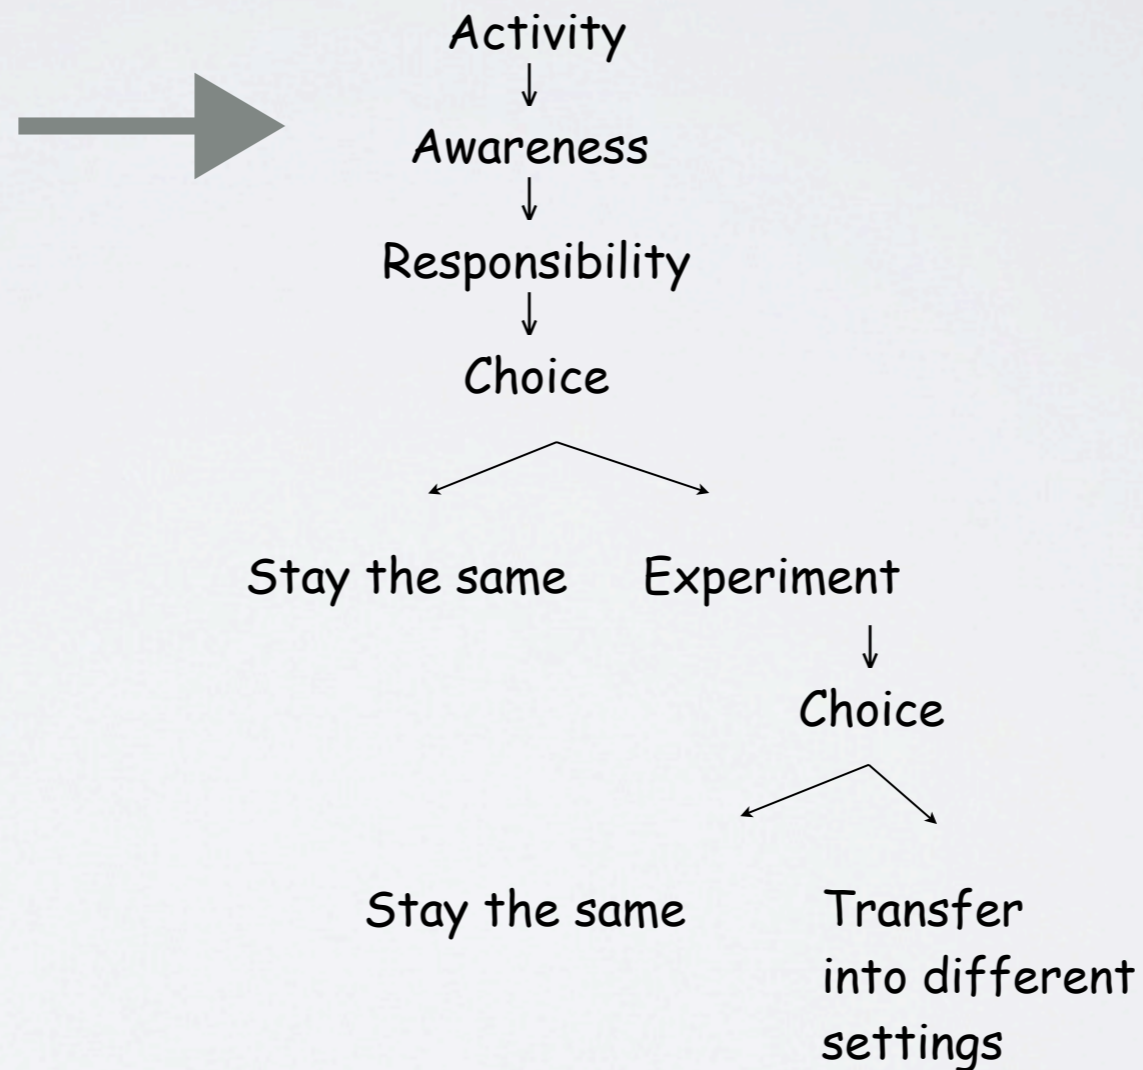 Activity
Awareness
Responsibility
Choice
Stay the same Experiment
Choice
Stay the same Transfer
into different
settings